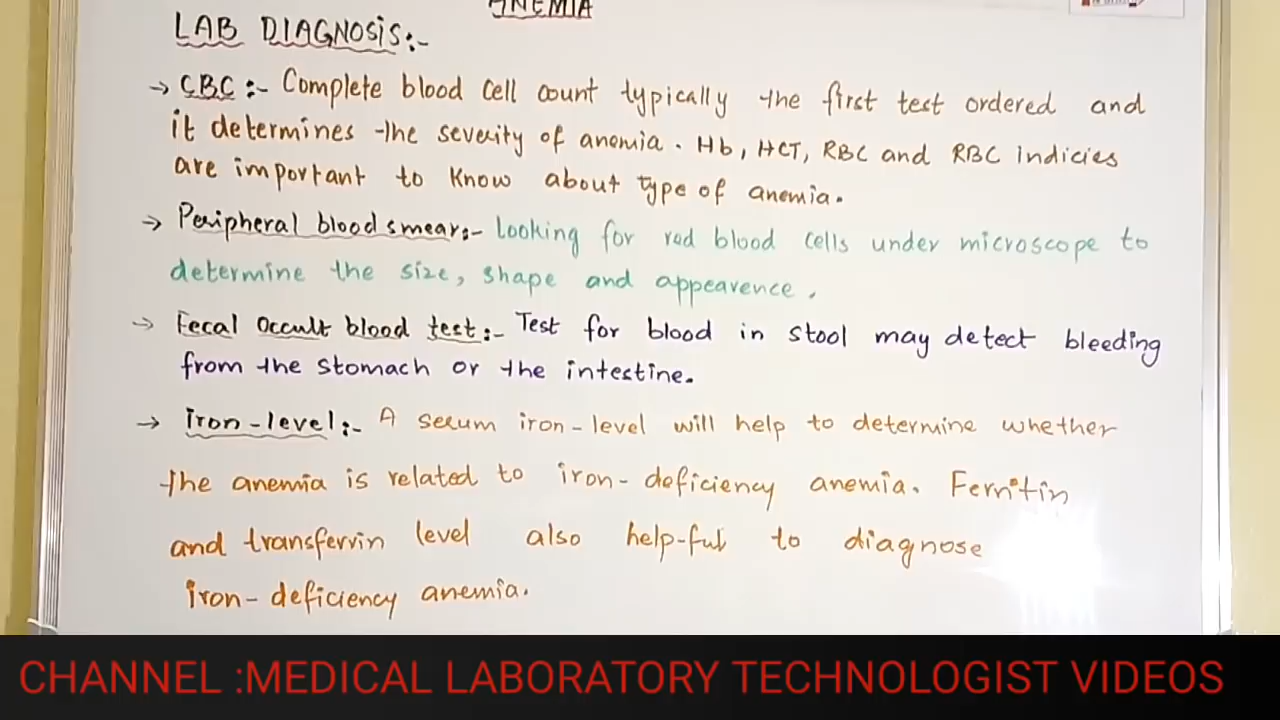 ANEMIA
LAB DIAGNOSIS:-
→ CBC :- Complete blood cell count typically the first test ordered and
it determines the severity of anemia. Hb, HCT, RBC and RBC indicies
are important to know about type of anemia.
→ Peripheral blood smear:- looking for red blood cells under microscope to
determine the size, shape and appearence.
→ Fecal occult blood test:- Test for blood in stool may detect bleeding
from the stomach or the intestine.
→ Iron-level:- A serum iron-level will help to determine whether
the anemia is related to iron-deficiency anemia. Ferritin
and transferrin level also help-ful to diagnose
iron-deficiency anemia.
CHANNEL :MEDICAL LABORATORY TECHNOLOGIST VIDEOS